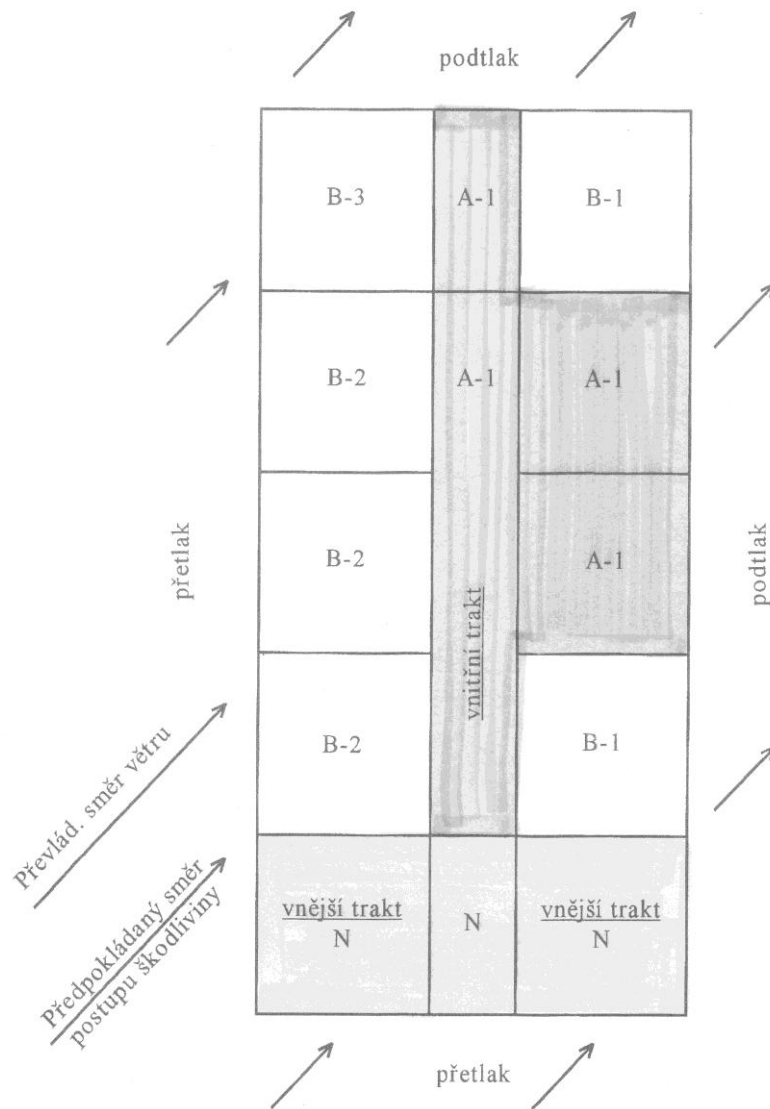 podtlak
B-3
A-1
B-1
B-2
A-1
A-1
přetlak
B-2
A-1
podtlak
vnitřní trakt
B-2
B-1
Převlád. směr větru
Předpokládaný směr
postupu škodliviny
vnější trakt
N
N
vnější trakt
N
přetlak